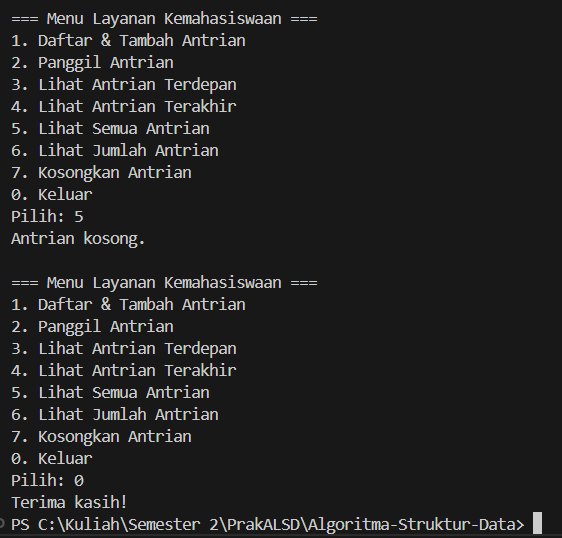 === Menu Layanan Kemahasiswaan ===
1. Daftar & Tambah Antrian
2. Panggil Antrian
3. Lihat Antrian Terdepan
4. Lihat Antrian Terakhir
5. Lihat Semua Antrian
6. Lihat Jumlah Antrian
7. Kosongkan Antrian
0. Keluar
Pilih: 5
Antrian kosong.

=== Menu Layanan Kemahasiswaan ===
1. Daftar & Tambah Antrian
2. Panggil Antrian
3. Lihat Antrian Terdepan
4. Lihat Antrian Terakhir
5. Lihat Semua Antrian
6. Lihat Jumlah Antrian
7. Kosongkan Antrian
0. Keluar
Pilih: 0
Terima kasih!
PS C:\Kuliah\Semester 2\PrakALSD\Algoritma-Struktur-Data>